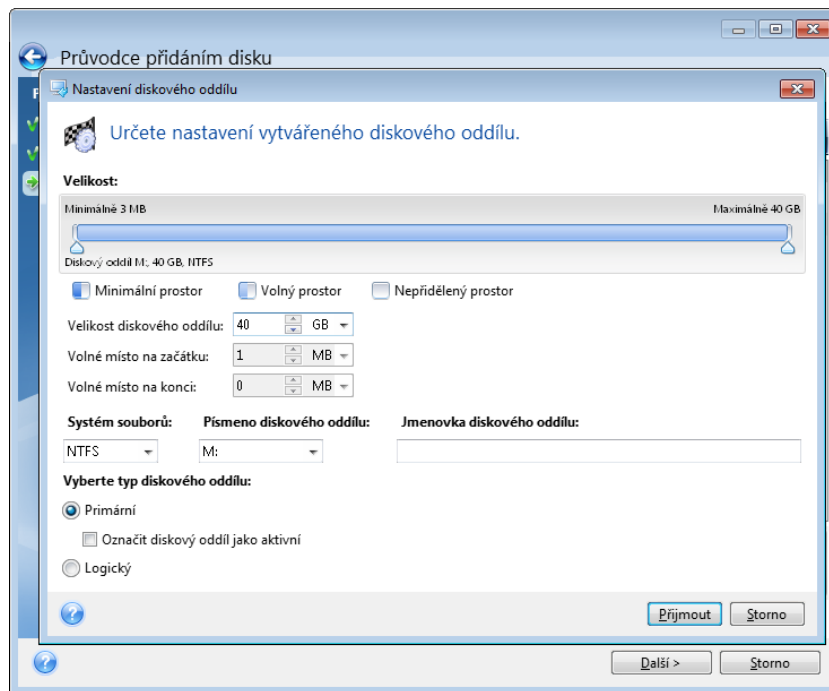 Průvodce přidáním disku
Nastavení diskového oddílu
Určete nastavení vytvářeného diskového oddílu.
Velikost:
Minimálně 3 MB Maximálně 40 GB
Diskový oddíl M:, 40 GB, NTFS
Minimální prostor Volný prostor Nepřidělený prostor
Velikost diskového oddílu: 40 GB
Volné místo na začátku: 1 MB
Volné místo na konci: 0 MB
Systém souborů: Písmeno diskového oddílu: Jmenovka diskového oddílu:
NTFS M:
Vyberte typ diskového oddílu:
Primární
Označit diskový oddíl jako aktivní
Logický
Přijmout Storno
Další > Storno